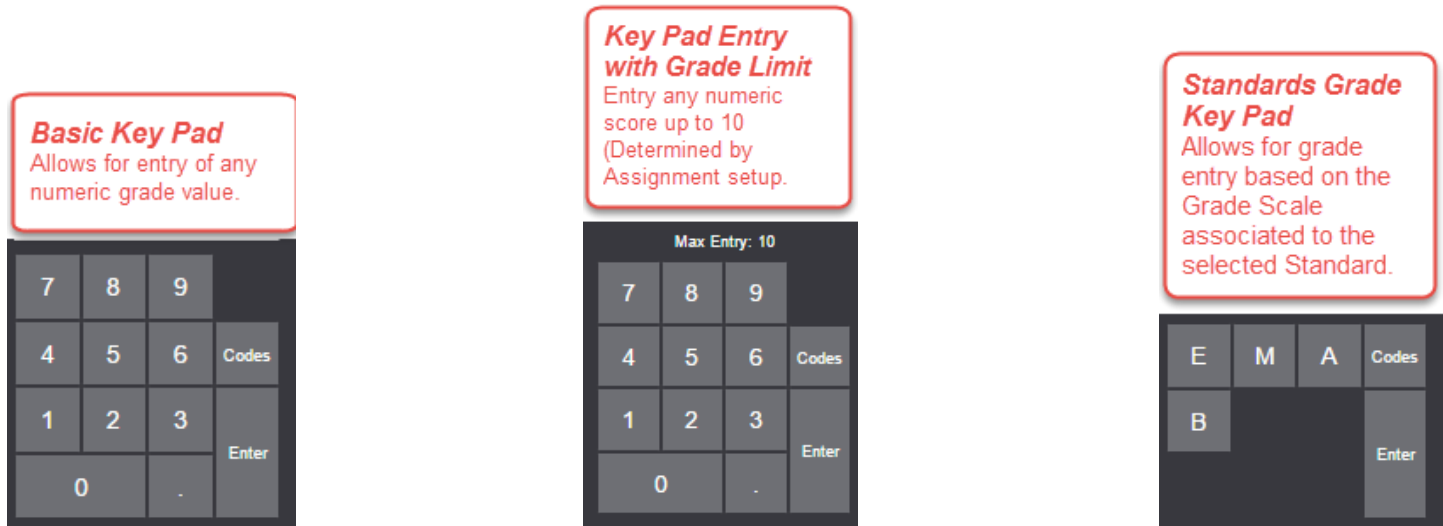 Basic Key Pad
Allows for entry of any
numeric grade value.
7 8 9
4 5 6 Codes
1 2 3
Enter
0 .
Key Pad Entry
with Grade Limit
Entry any numeric
score up to 10
(Determined by
Assignment setup.
Max Entry: 10
7 8 9
4 5 6 Codes
1 2 3
Enter
0 .
Standards Grade
Key Pad
Allows for grade
entry based on the
Grade Scale
associated to the
selected Standard.
E M A Codes
B
Enter